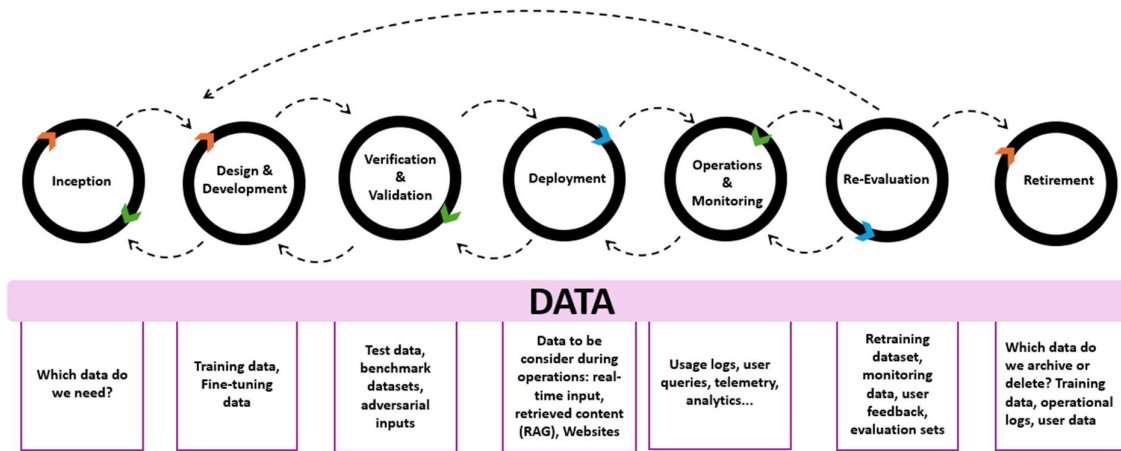 Inception
Design &
Development
Verification
&
Validation
Deployment
Operations
&
Monitoring
Re-Evaluation
Retirement
DATA
Which data do
we need?
Training data,
Fine-tuning
data
Test data,
benchmark
datasets,
adversarial
inputs
Data to be
consider during
operations: real-
time input,
retrieved content
(RAG), Websites
Usage logs, user
queries, telemetry,
analytics...
Retraining
dataset,
monitoring
data, user
feedback,
evaluation sets
Which data do
we archive or
delete? Training
data, operational
logs, user data